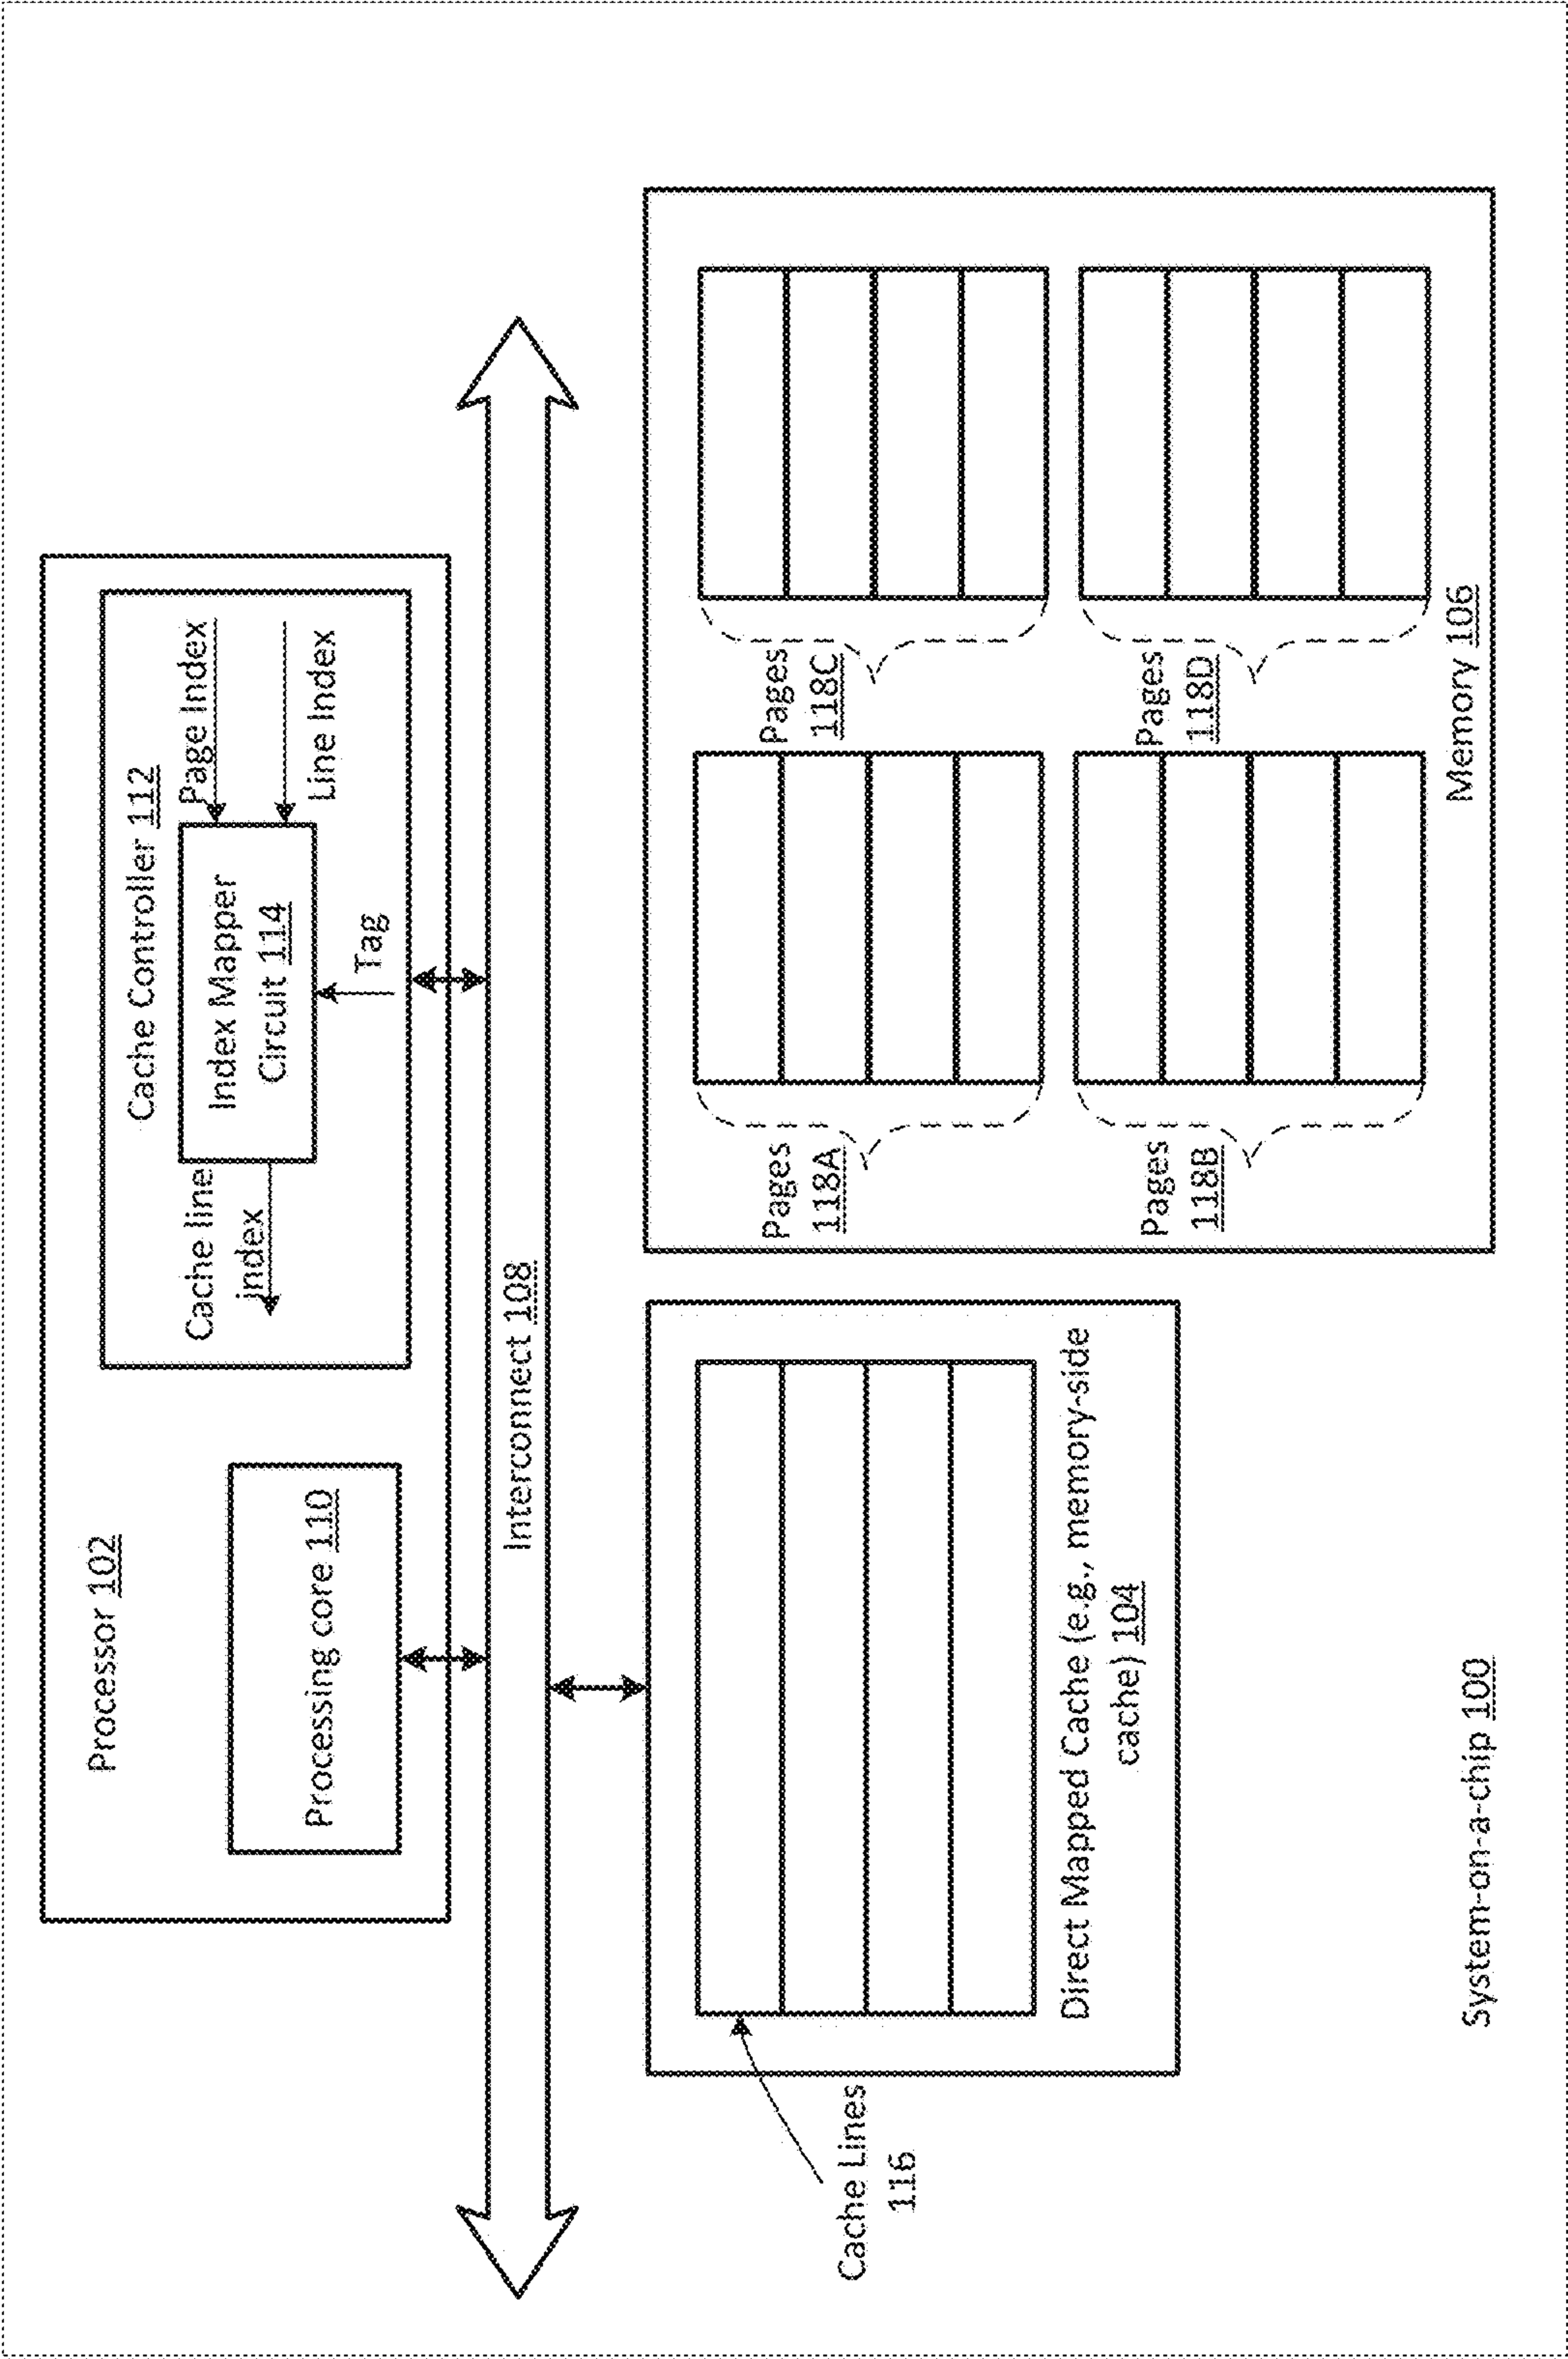 Processor 102
Processing core 110
Cache Controller 112
Cache line
index
Index Mapper
Circuit 114
Page Index
Line Index
Tag
Interconnect 108
Cache Lines
116
Direct Mapped Cache (e.g., memory-side
cache) 104
Pages
118A
Pages
118C
Pages
118B
Pages
118D
Memory 106
System-on-a-chip 100